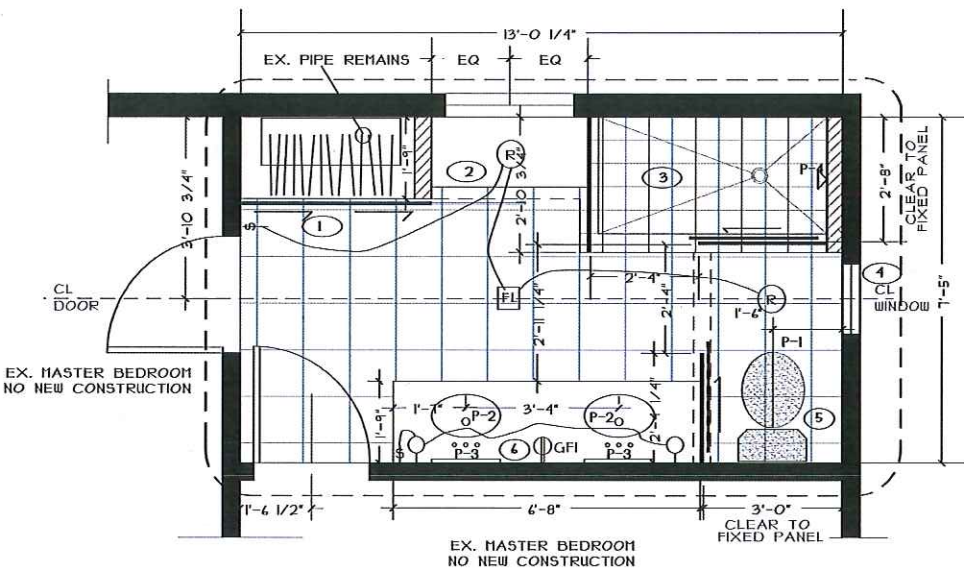 13'-0 1/4"
EX. PIPE REMAINS
EQ
EQ
1'-9"
2
R
2'-10 3/4"
3
P-4
2'-8"
CLEAR TO
FIXED PANEL
3'-10 3/4"
S
1
4
CL
DOOR
FL
2'-4"
2'-4"
2'-11 1/4"
R
1'-6"
CL
WINDOW
7'-5"
P-1
EX. MASTER BEDROOM
NO NEW CONSTRUCTION
1'-9"
1'-7"
P-2
3'-4"
P-2
2'-4 1/4"
5
S
P-3
6
GFI
P-3
1'-6 1/2"
6'-8"
3'-0"
CLEAR TO
FIXED PANEL
EX. MASTER BEDROOM
NO NEW CONSTRUCTION